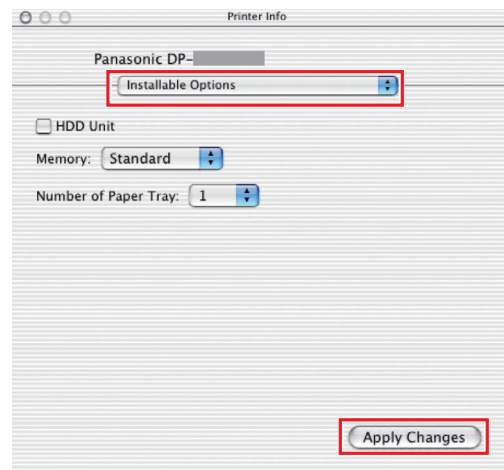 Printer Info
Panasonic DP-
Installable Options
HDD Unit
Memory: Standard
Number of Paper Tray: 1
Apply Changes